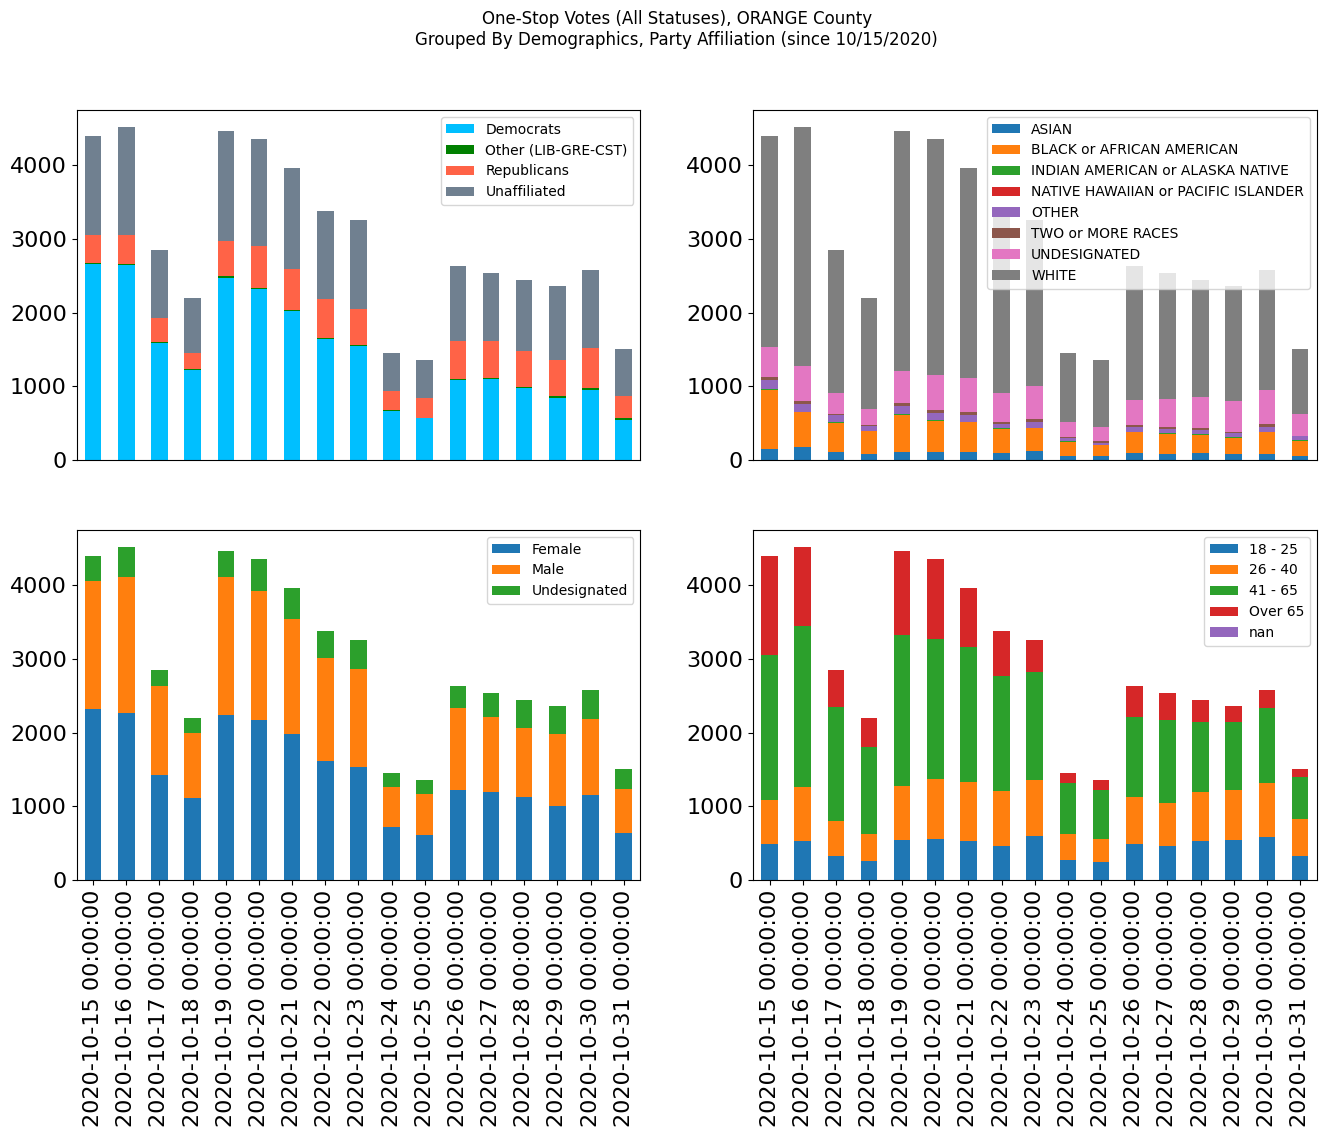 One-Stop Votes (All Statuses), ORANGE County
Grouped By Demographics, Party Affiliation (since 10/15/2020)
4000
3000
2000
1000
0
Democrats
Other (LIB-GRE-CST)
Republicans
Unaffiliated
4000
3000
2000
1000
0
ASIAN
BLACK or AFRICAN AMERICAN
INDIAN AMERICAN or ALASKA NATIVE
NATIVE HAWAIIAN or PACIFIC ISLANDER
OTHER
TWO or MORE RACES
UNDESIGNATED
WHITE
4000
3000
2000
1000
0
Female
Male
Undesignated
2020-10-15 00:00:00
2020-10-16 00:00:00
2020-10-17 00:00:00
2020-10-18 00:00:00
2020-10-19 00:00:00
2020-10-20 00:00:00
2020-10-21 00:00:00
2020-10-22 00:00:00
2020-10-23 00:00:00
2020-10-24 00:00:00
2020-10-25 00:00:00
2020-10-26 00:00:00
2020-10-27 00:00:00
2020-10-28 00:00:00
2020-10-29 00:00:00
2020-10-30 00:00:00
2020-10-31 00:00:00
4000
3000
2000
1000
0
18 - 25
26 - 40
41 - 65
Over 65
nan
2020-10-15 00:00:00
2020-10-16 00:00:00
2020-10-17 00:00:00
2020-10-18 00:00:00
2020-10-19 00:00:00
2020-10-20 00:00:00
2020-10-21 00:00:00
2020-10-22 00:00:00
2020-10-23 00:00:00
2020-10-24 00:00:00
2020-10-25 00:00:00
2020-10-26 00:00:00
2020-10-27 00:00:00
2020-10-28 00:00:00
2020-10-29 00:00:00
2020-10-30 00:00:00
2020-10-31 00:00:00